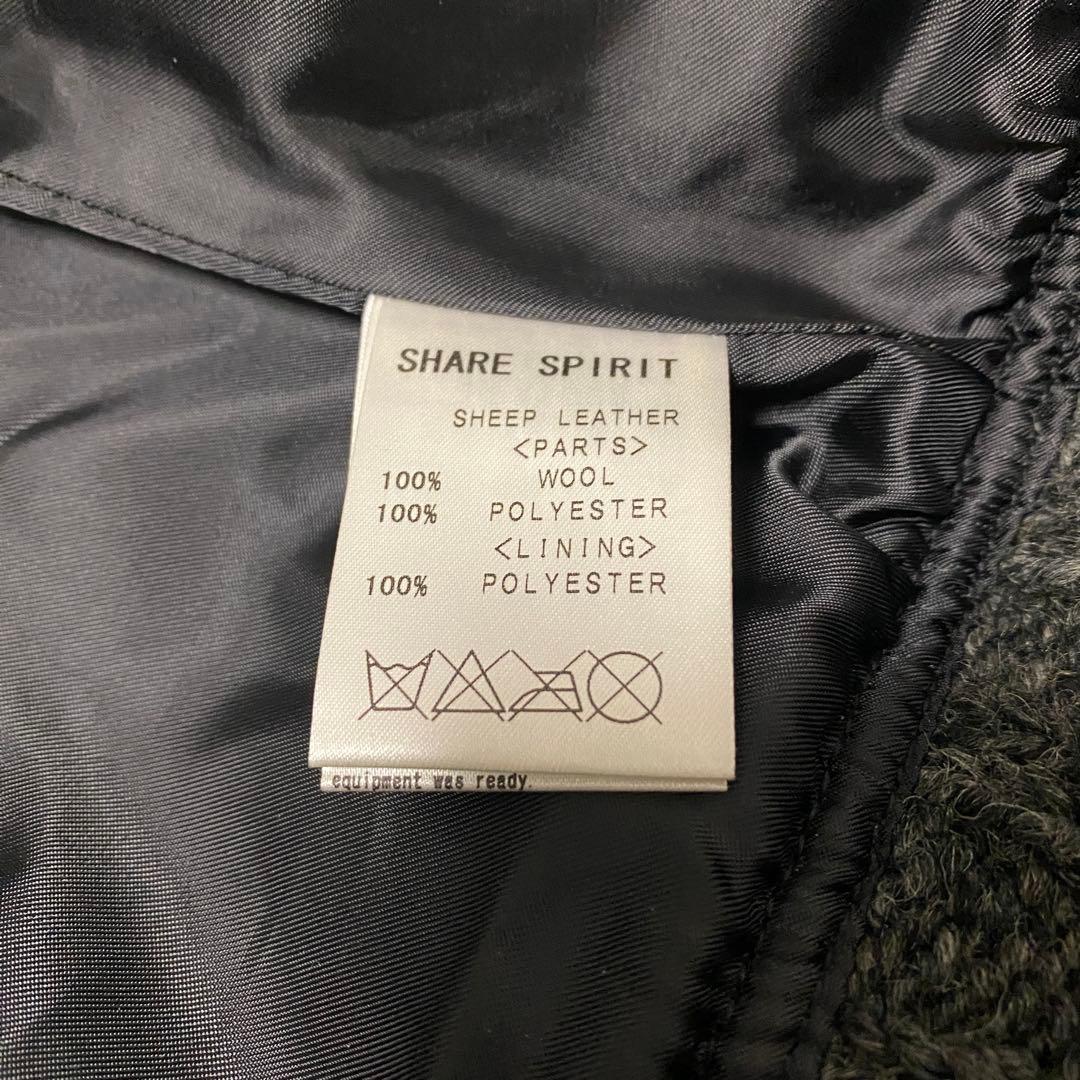 SHARE SPIRIT
SHEEP LEATHER
<PARTS>
100% WOOL
100% POLYESTER
<LINING>
100% POLYESTER
equipment was ready.